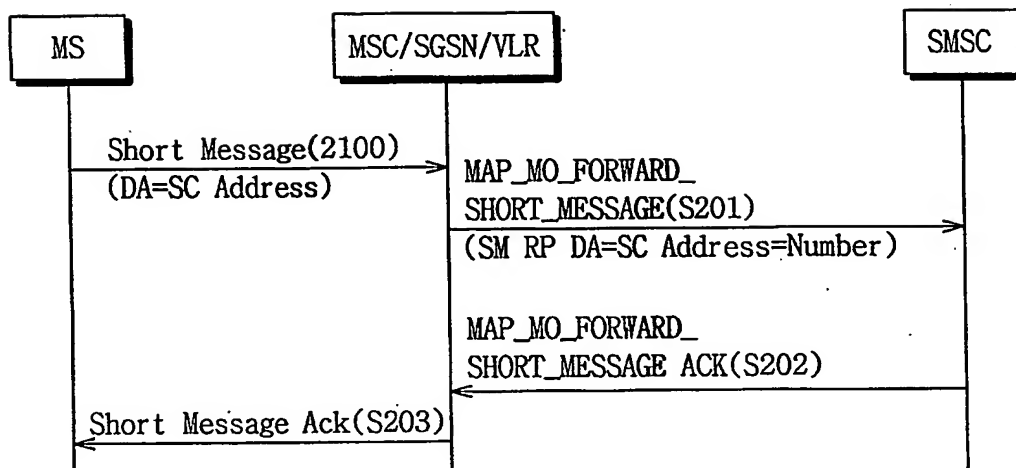 MS
MSC/SGSN/VLR
SMSC
Short Message(2100)
(DA=SC Address)
MAP_MO_FORWARD_
SHORT_MESSAGE(S201)
(SM RP DA=SC Address=Number)
MAP_MO_FORWARD_
SHORT_MESSAGE ACK(S202)
Short Message Ack(S203)